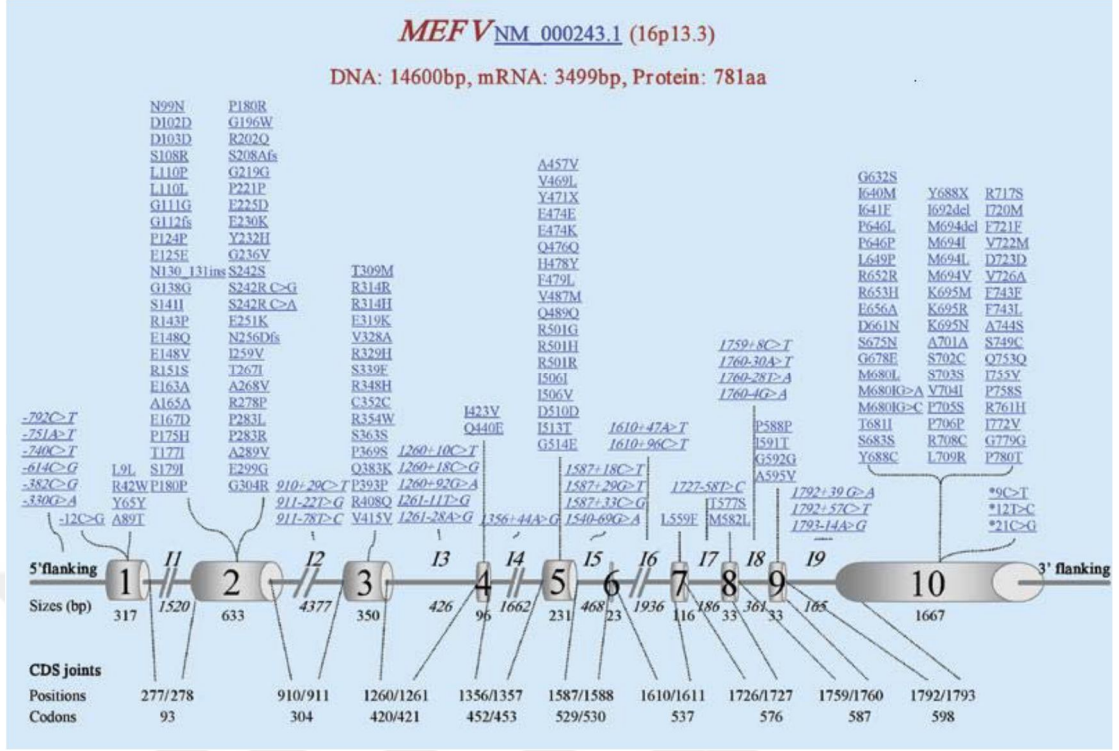 MEFV NM_000243.1 (16p13.3)
DNA: 14600bp, mRNA: 3499bp, Protein: 781aa
-792C>T
-751A>T
-740C>T
-614C>G
-382C>G
-330G>A
-12C>G
L9L
R42W
Y65Y
A89T
N99N
D102D
D103D
S108R
L110P
L110L
G111G
G112fs
P124P
E125E
N130_131ins
G138G
S141I
R143P
E148Q
E148V
R151S
E163A
A165A
E167D
P175H
T177I
S179I
P180P
P180R
G196W
R202Q
S208Afs
G219G
P221P
E225D
E230K
Y232H
G236V
S242S
S242R C>G
S242R C>A
E251K
N256Dfs
I259V
T267I
A268V
R278P
P283L
P283R
A289V
E299G
G304R
910+29C>T
911-22T>G
911-78T>C
T309M
R314R
R314H
E319K
V328A
R329H
S339F
R348H
C352C
R354W
S363S
P369S
Q383K
P393P
R408Q
V415V
1260+10C>T
1260+18C>G
1260+92G>A
1261-11T>G
1261-28A>G
I423V
Q440E
1356+44A>G
A457V
V469L
Y471X
E474E
E474K
Q476Q
H478Y
F479L
V487M
Q489Q
R501G
R501H
R501R
I506I
I506V
D510D
I513T
G514E
1587+18C>T
1587+29G>T
1587+33C>G
1540-69G>A
1610+47A>T
1610+96C>T
L559F
1727-58T>C
T577S
M582L
1759+8C>T
1760-30A>T
1760-28T>A
1760-4G>A
P588P
I591T
G592G
A595V
1792+39 G>A
1792+57C>T
1793-14A>G
G632S
I640M
I641F
P646L
P646P
L649P
R652R
R653H
E656A
D661N
S675N
G678E
M680L
M680IG>A
M680IG>C
T681I
S683S
Y688C
Y688X
I692del
M694del
M694I
M694L
M694V
K695M
K695R
K695N
A701A
S702C
S703S
V704I
P705S
P706P
R708C
L709R
R717S
I720M
F721F
V722M
D723D
V726A
F743F
F743L
A744S
S749C
Q753Q
I755V
P758S
R761H
I772V
G779G
P780T
*9C>T
*12T>C
*21C>G
5'flanking I1 I2 I3 I4 I5 I6 I7 I8 I9 3' flanking
1 2 3 4 5 6 7 8 9 10
Sizes (bp) 317 1520 633 4377 350 426 96 1662 231 468 23 1936 116 186 33 361 33 165 1667
CDS joints
Positions 277/278 910/911 1260/1261 1356/1357 1587/1588 1610/1611 1726/1727 1759/1760 1792/1793
Codons 93 304 420/421 452/453 529/530 537 576 587 598